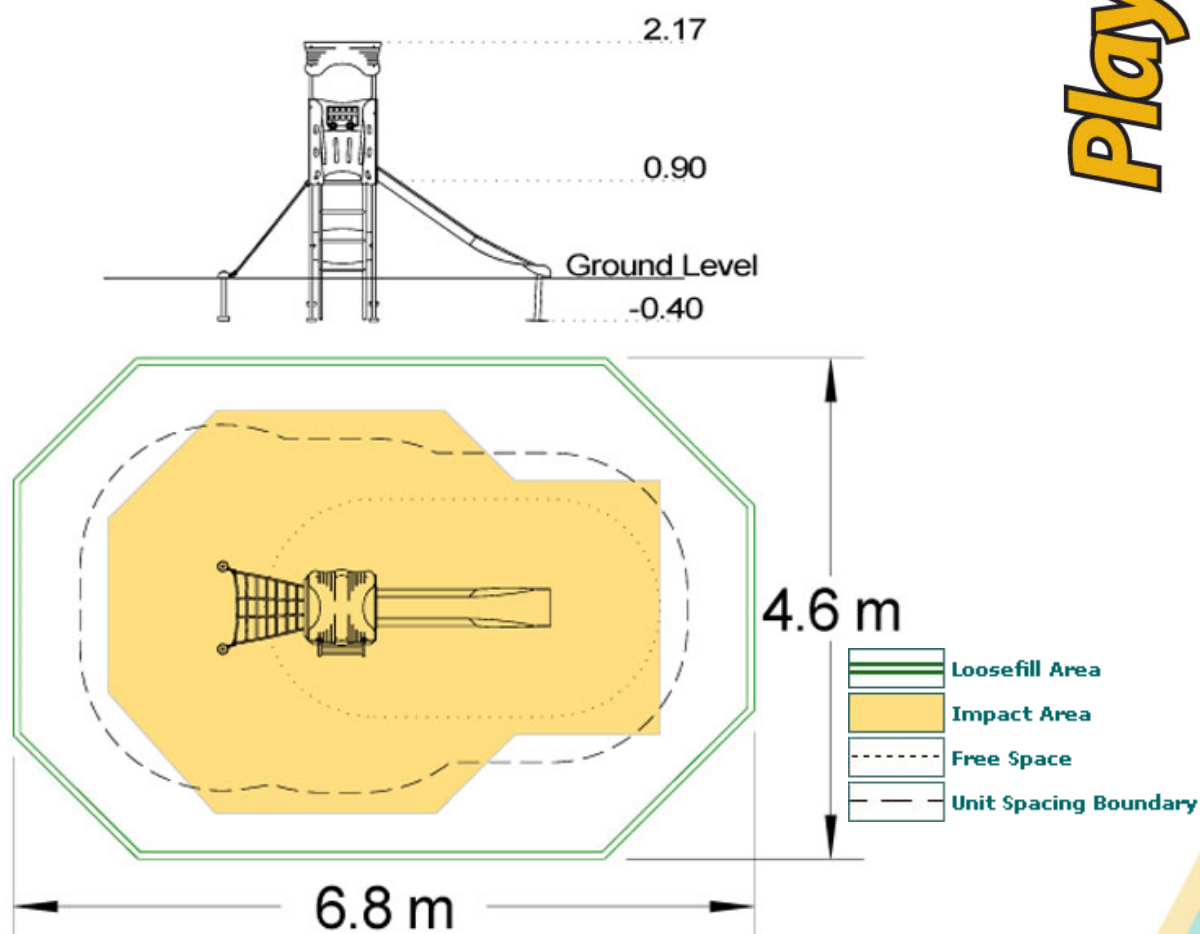 2.17
Play
0.90
Ground Level
-0.40
4.6 m
Loosefill Area
Impact Area
Free Space
Unit Spacing Boundary
6.8 m